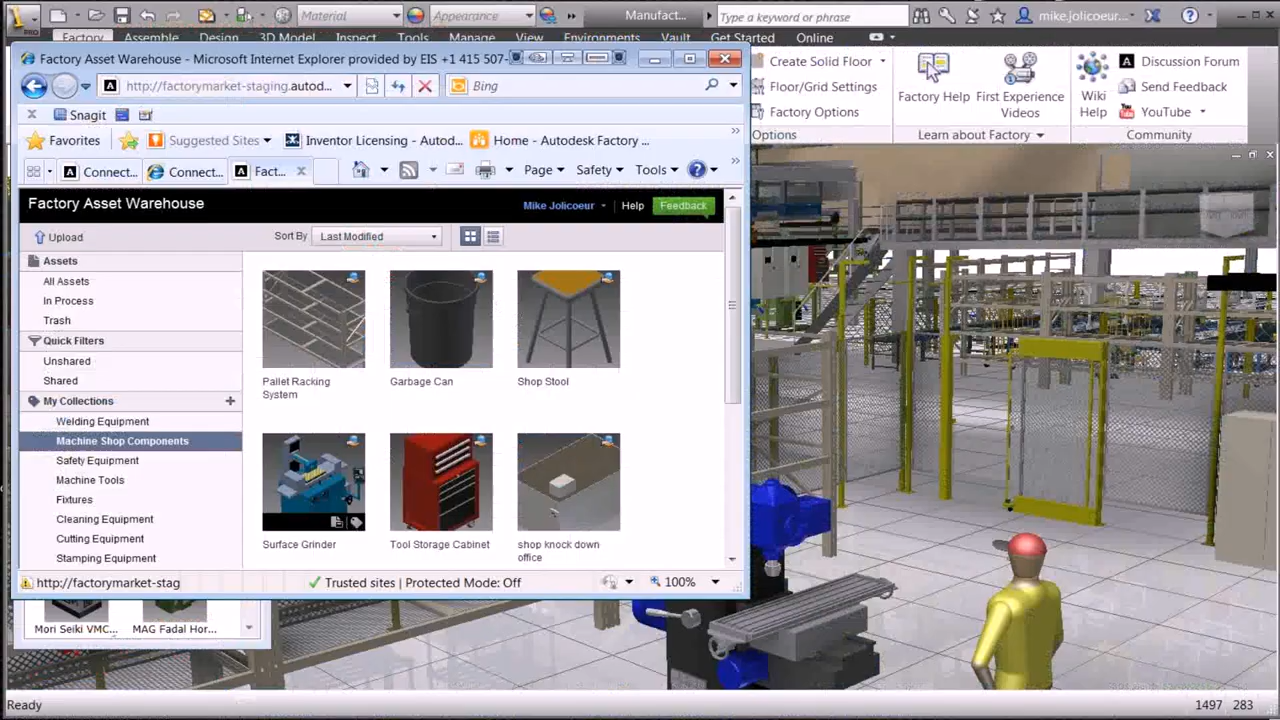 PRO
Material
Appearance
Manufact...
Type a keyword or phrase
mike.jolicoeur...
Factory Assemble Design 3D Model Inspect Tools Manage View Environments Vault Get Started Online
Factory Asset Warehouse - Microsoft Internet Explorer provided by EIS +1 415 507-
http://factorymarket-staging.autod...
Bing
Snagit
Favorites
Suggested Sites
Inventor Licensing - Autod...
Home - Autodesk Factory ...
Connect...
Connect...
Fact...
Page
Safety
Tools
Create Solid Floor
Floor/Grid Settings
Factory Options
Options
Factory Help
First Experience
Videos
Learn about Factory
Wiki
Help
Discussion Forum
Send Feedback
YouTube
Community
Factory Asset Warehouse
Mike Jolicoeur
Help
Feedback
Upload
Sort By
Last Modified
Assets
All Assets
In Process
Trash
Quick Filters
Unshared
Shared
My Collections +
Welding Equipment
Machine Shop Components
Safety Equipment
Machine Tools
Fixtures
Cleaning Equipment
Cutting Equipment
Stamping Equipment
Pallet Racking
System
Garbage Can
Shop Stool
Surface Grinder
Tool Storage Cabinet
shop knock down
office
http://factorymarket-stag
Trusted sites | Protected Mode: Off
100%
Mori Seiki VMC...
MAG Fadal Hor...
Ready
1497 283